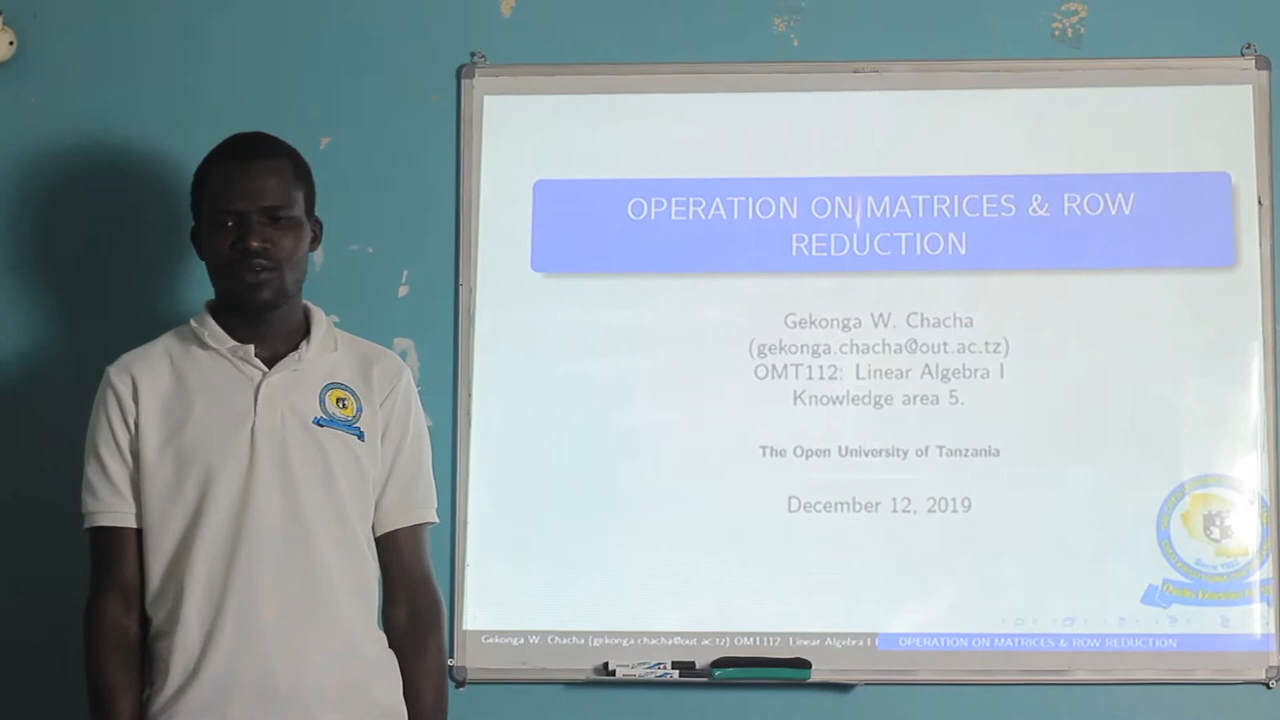 OPERATION ON MATRICES & ROW
REDUCTION
Gekonga W. Chacha
(gekonga.chacha@out.ac.tz)
OMT112: Linear Algebra I
Knowledge area 5.
The Open University of Tanzania
December 12, 2019
Since 1992
Gekonga W. Chacha (gekonga.chacha@out.ac.tz) OMT112: Linear Algebra I
OPERATION ON MATRICES & ROW REDUCTION